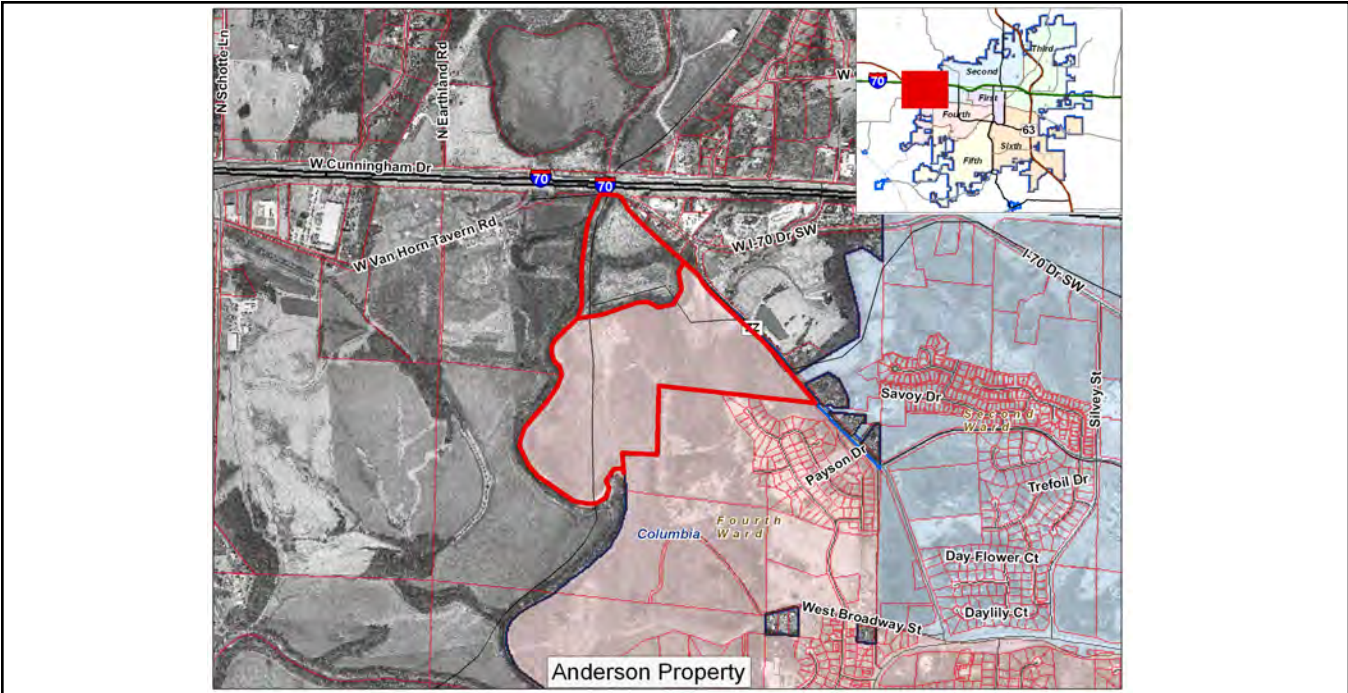 N Schotte Ln
N Earthland Rd
W Cunningham Dr
70
70
W
W Van Horn Tavern Rd
W I-70 Dr SW
I-70 Dr SW
ZZ
Savoy Dr
Second
Ward
Silvey St
Payson Dr
Trefoil Dr
Fourth
Ward
Columbia
Day Flower Ct
Daylily Ct
West Broadway St
Anderson Property
70
Second
Third
First
Fourth
63
Fifth
Sixth